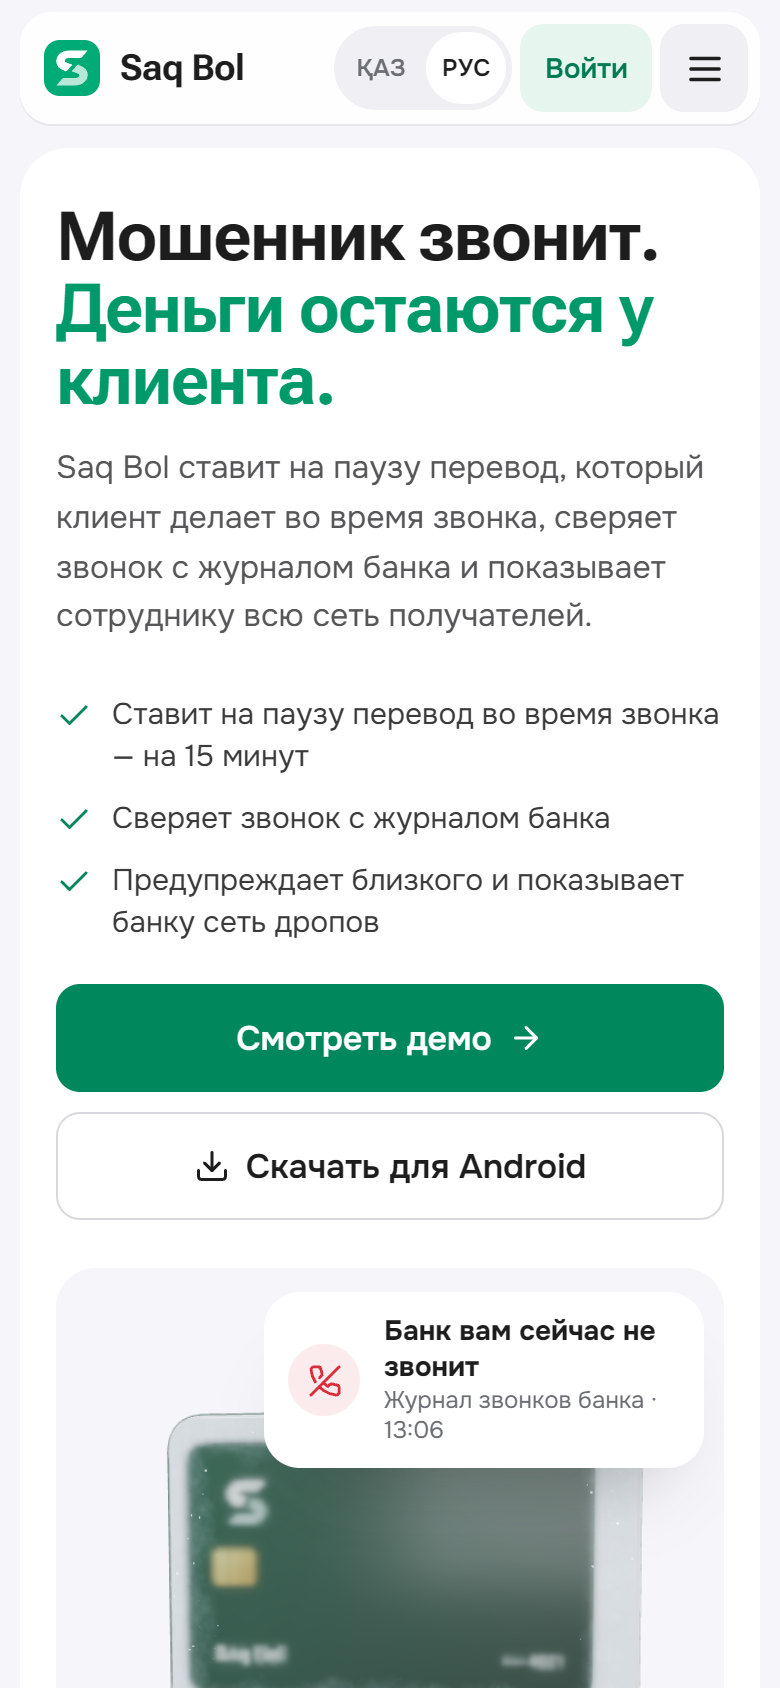 Saq Bol
ҚАЗ
РУС
Войти
Мошенник звонит.
Деньги остаются у
клиента.
Saq Bol ставит на паузу перевод, который
клиент делает во время звонка, сверяет
звонок с журналом банка и показывает
сотруднику всю сеть получателей.
Ставит на паузу перевод во время звонка
— на 15 минут
Сверяет звонок с журналом банка
Предупреждает близкого и показывает
банку сеть дропов
Смотреть демо
Скачать для Android
Банк вам сейчас не
звонит
Журнал звонков банка ·
13:06
Saq Bol